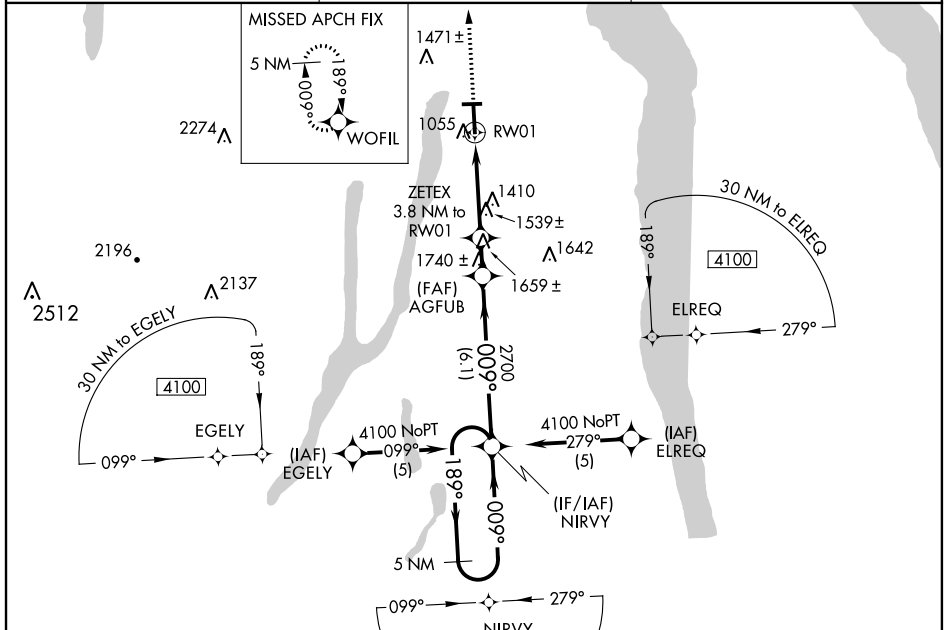 MISSED APCH FIX
5 NM
009°
189°
WOFIL
1471±
2274
1055
RW01
ZETEX
3.8 NM to
RW01
1410
1539±
1642
1740 ±
1659 ±
(FAF)
AGFUB
2196
2512
2137
30 NM to EGELY
4100
189°
EGELY
099°
30 NM to ELREQ
4100
189°
ELREQ
279°
2700
009°
(6.1)
(IAF)
EGELY
4100 NoPT
099°
(5)
4100 NoPT
279°
(5)
(IAF)
ELREQ
(IF/IAF)
NIRVY
189°
009°
5 NM
099°
279°
NIRVY